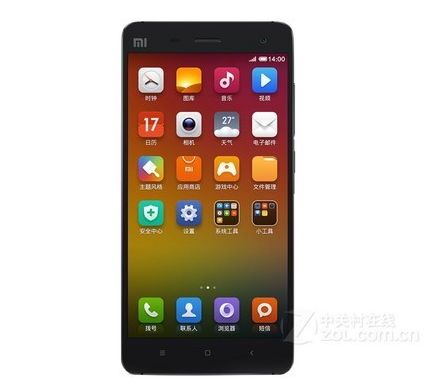 MI
14:00
时钟 图库 音乐 视频
17 27°
日历 相机 天气 电子邮件
MI
主题风格 应用商店 游戏中心 文件管理
安全中心 设置 系统工具 小工具
拨号 联系人 浏览器 短信
中关村在线
ZOL.COM.CN